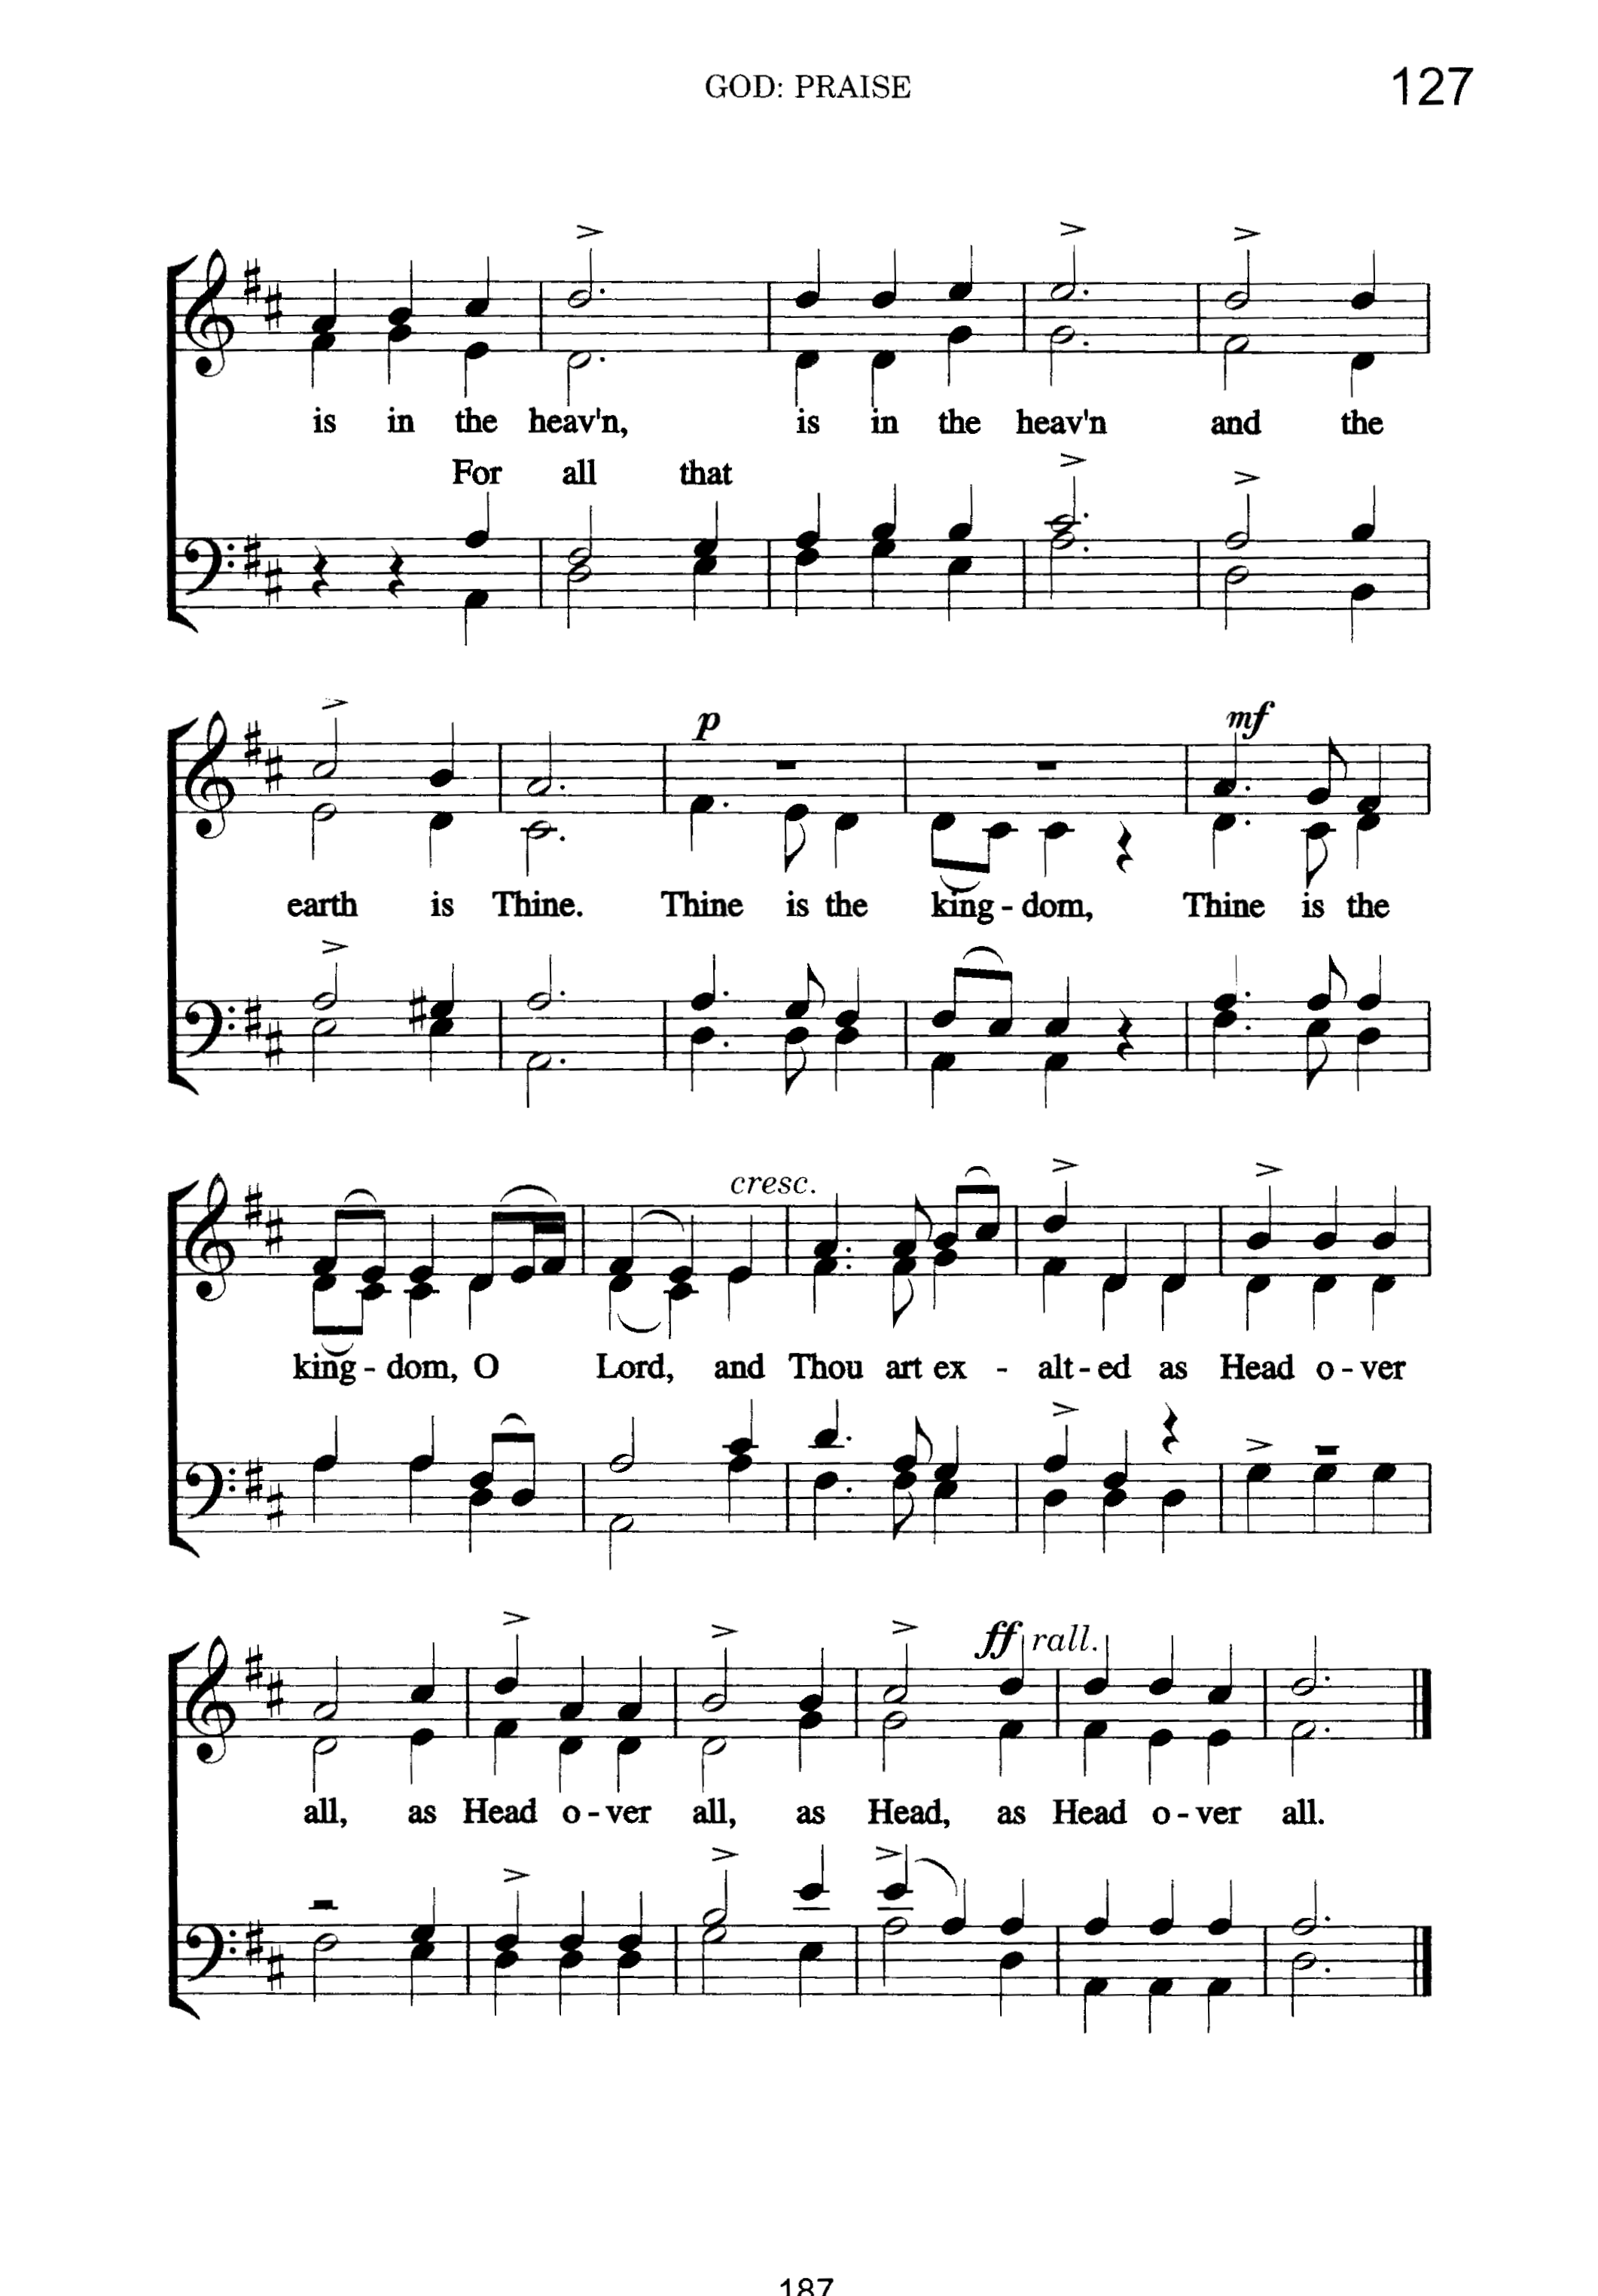 GOD: PRAISE
127
is in the heav'n, is in the heav'n and the
For all that
p
mf
earth is Thine. Thine is the king - dom, Thine is the
cresc.
king - dom, O Lord, and Thou art ex - alt - ed as Head o - ver
ff rall.
all, as Head o - ver all, as Head, as Head o - ver all.
187